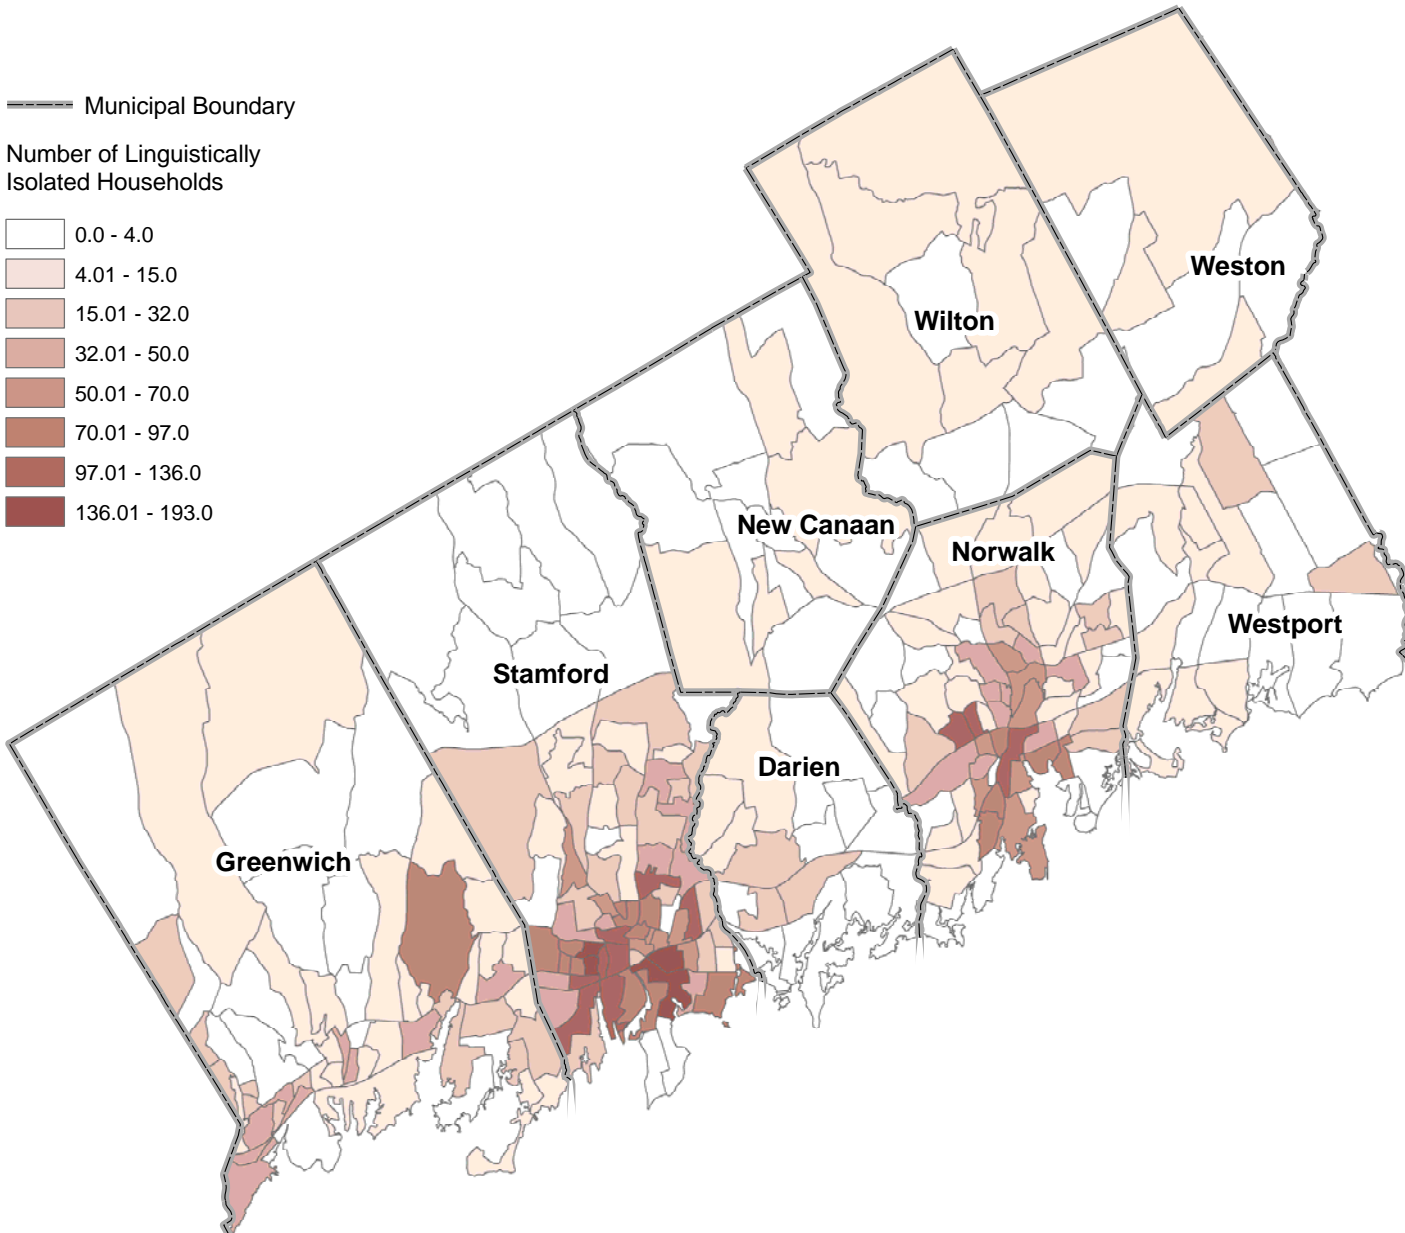 Municipal Boundary
Number of Linguistically
Isolated Households
0.0 - 4.0
4.01 - 15.0
15.01 - 32.0
32.01 - 50.0
50.01 - 70.0
70.01 - 97.0
97.01 - 136.0
136.01 - 193.0
Weston
Wilton
New Canaan
Norwalk
Westport
Stamford
Darien
Greenwich